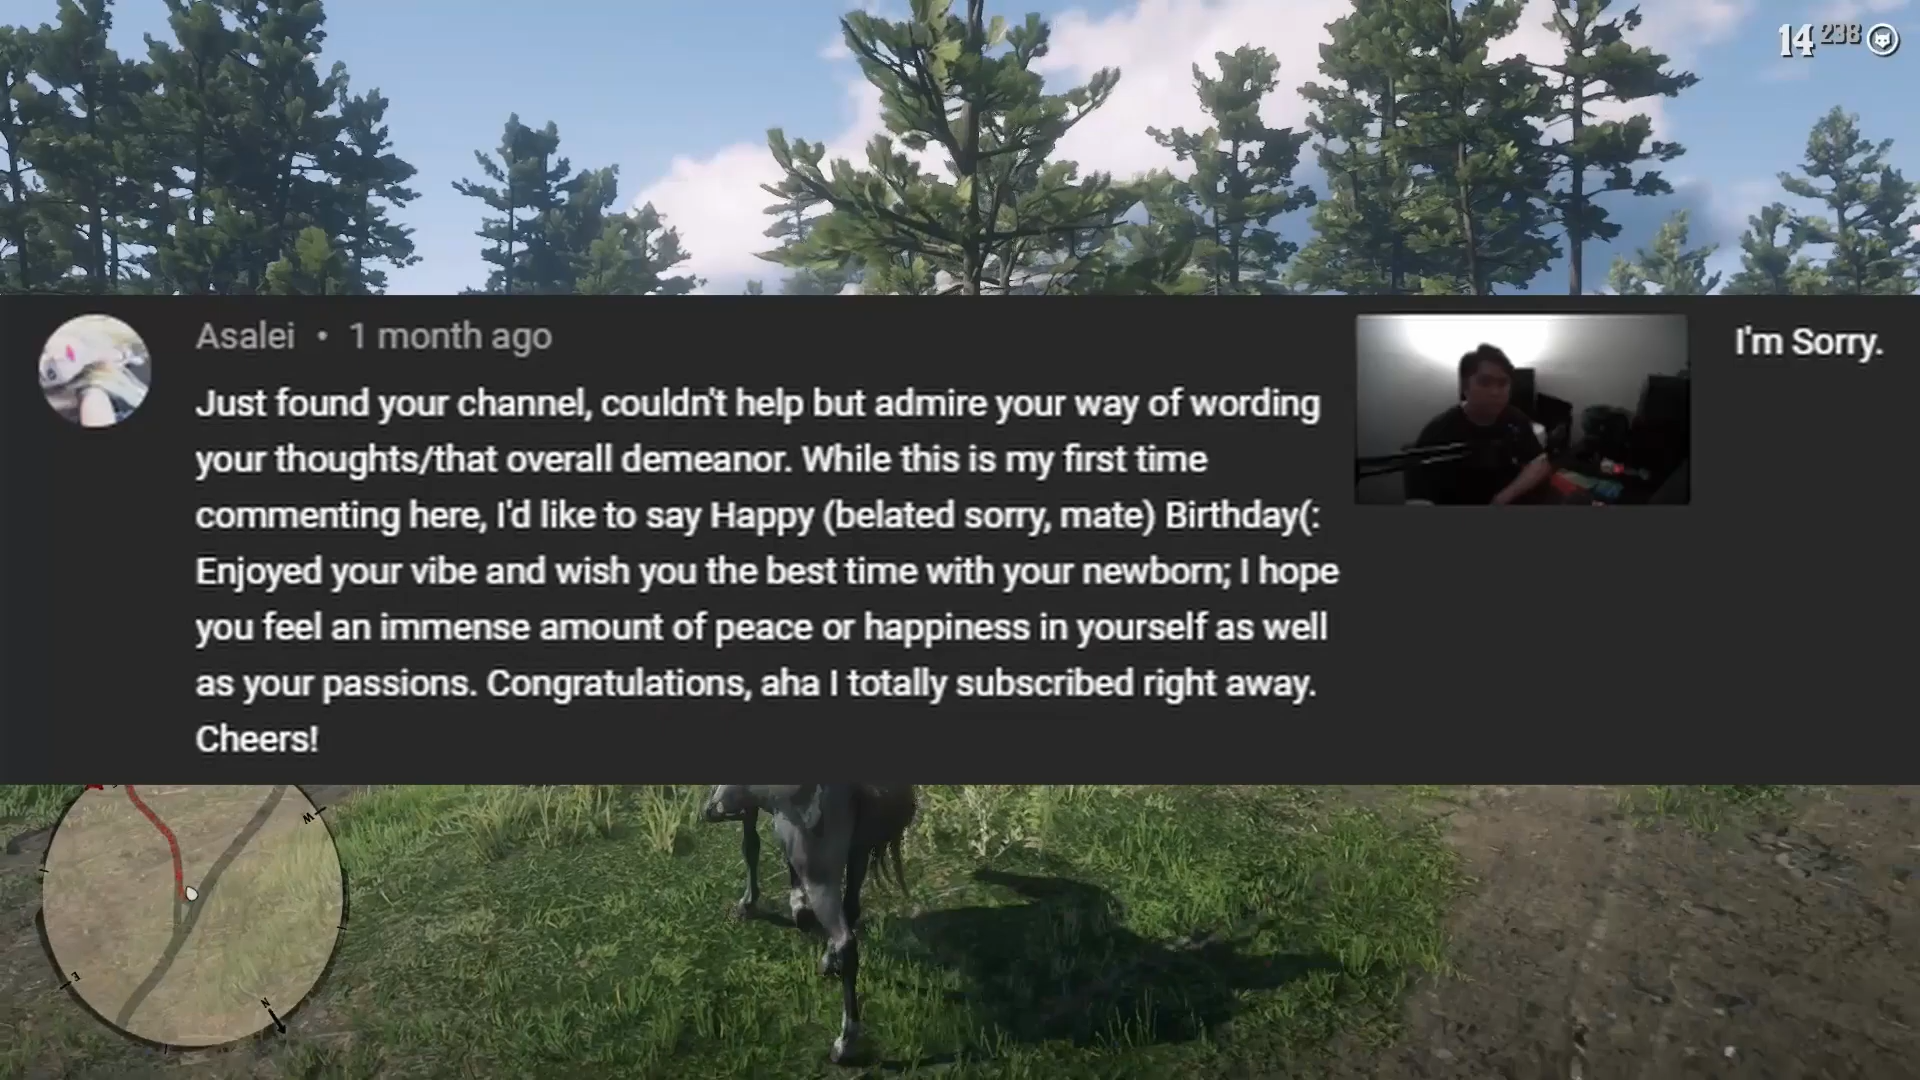 14 238
Asalei • 1 month ago
I'm Sorry.
Just found your channel, couldn't help but admire your way of wording
your thoughts/that overall demeanor. While this is my first time
commenting here, I'd like to say Happy (belated sorry, mate) Birthday(:
Enjoyed your vibe and wish you the best time with your newborn; I hope
you feel an immense amount of peace or happiness in yourself as well
as your passions. Congratulations, aha I totally subscribed right away.
Cheers!
W
E
N